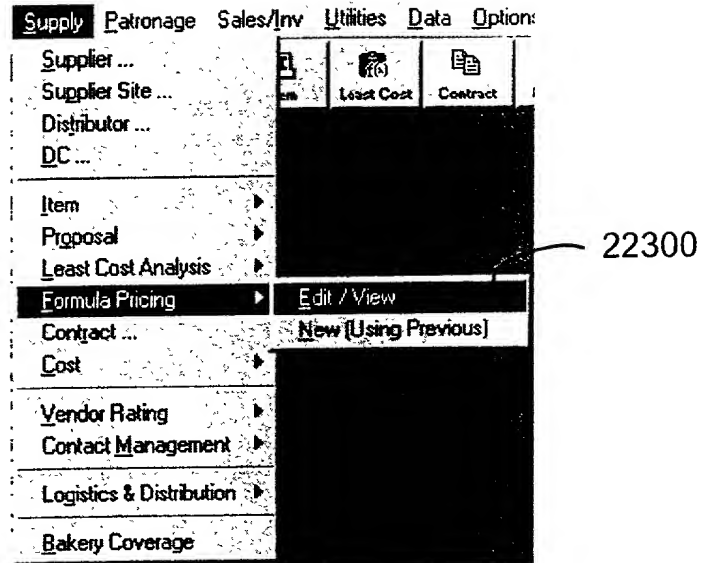 Supply Patronage Sales/Inv Utilities Data Option
Supplier ...
Supplier Site ...
Least Cost Contract
Distributor ...
DC ...
Item
Proposal
Least Cost Analysis
22300
Formula Pricing Edit / View
Contract ... New (Using Previous)
Cost
Vendor Rating
Contact Management
Logistics & Distribution
Bakery Coverage